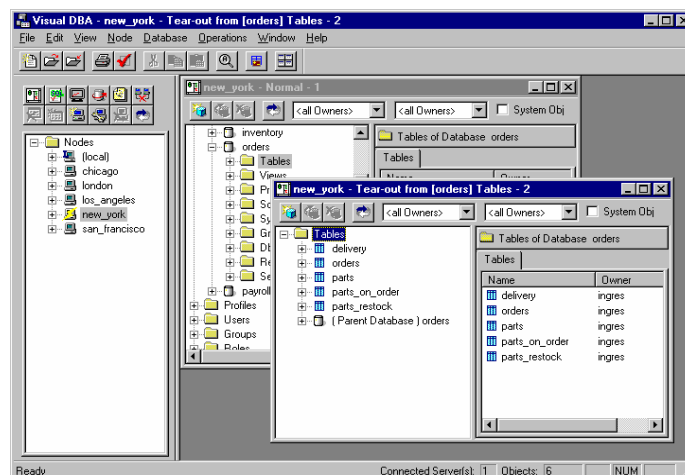 Visual DBA - new_york - Tear-out from [orders] Tables - 2
File Edit View Node Database Operations Window Help
new_york - Normal - 1
<all Owners> <all Owners> System Obj
Nodes
(local)
chicago
london
los_angeles
new_york
san_francisco
inventory
orders
Tables
Views
Profiles
Users
Groups
Roles
Tables of Database orders
Tables
Name Owner
new_york - Tear-out from [orders] Tables - 2
<all Owners> <all Owners> System Obj
Tables
delivery
orders
parts
parts_on_order
parts_restock
( Parent Database ) orders
Tables of Database orders
Tables
Name Owner
delivery ingres
orders ingres
parts ingres
parts_on_order ingres
parts_restock ingres
Ready Connected Server(s): 1 Objects: 6 NUM